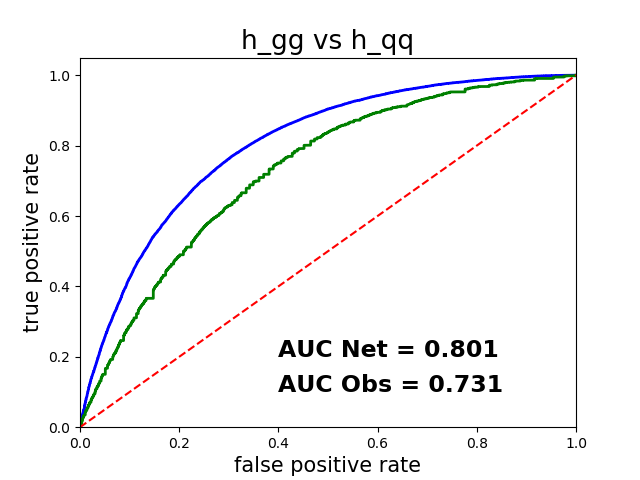 h_gg vs h_qq
1.0
0.8
0.6
0.4
0.2
0.0
true positive rate
AUC Net = 0.801
AUC Obs = 0.731
0.0 0.2 0.4 0.6 0.8 1.0
false positive rate